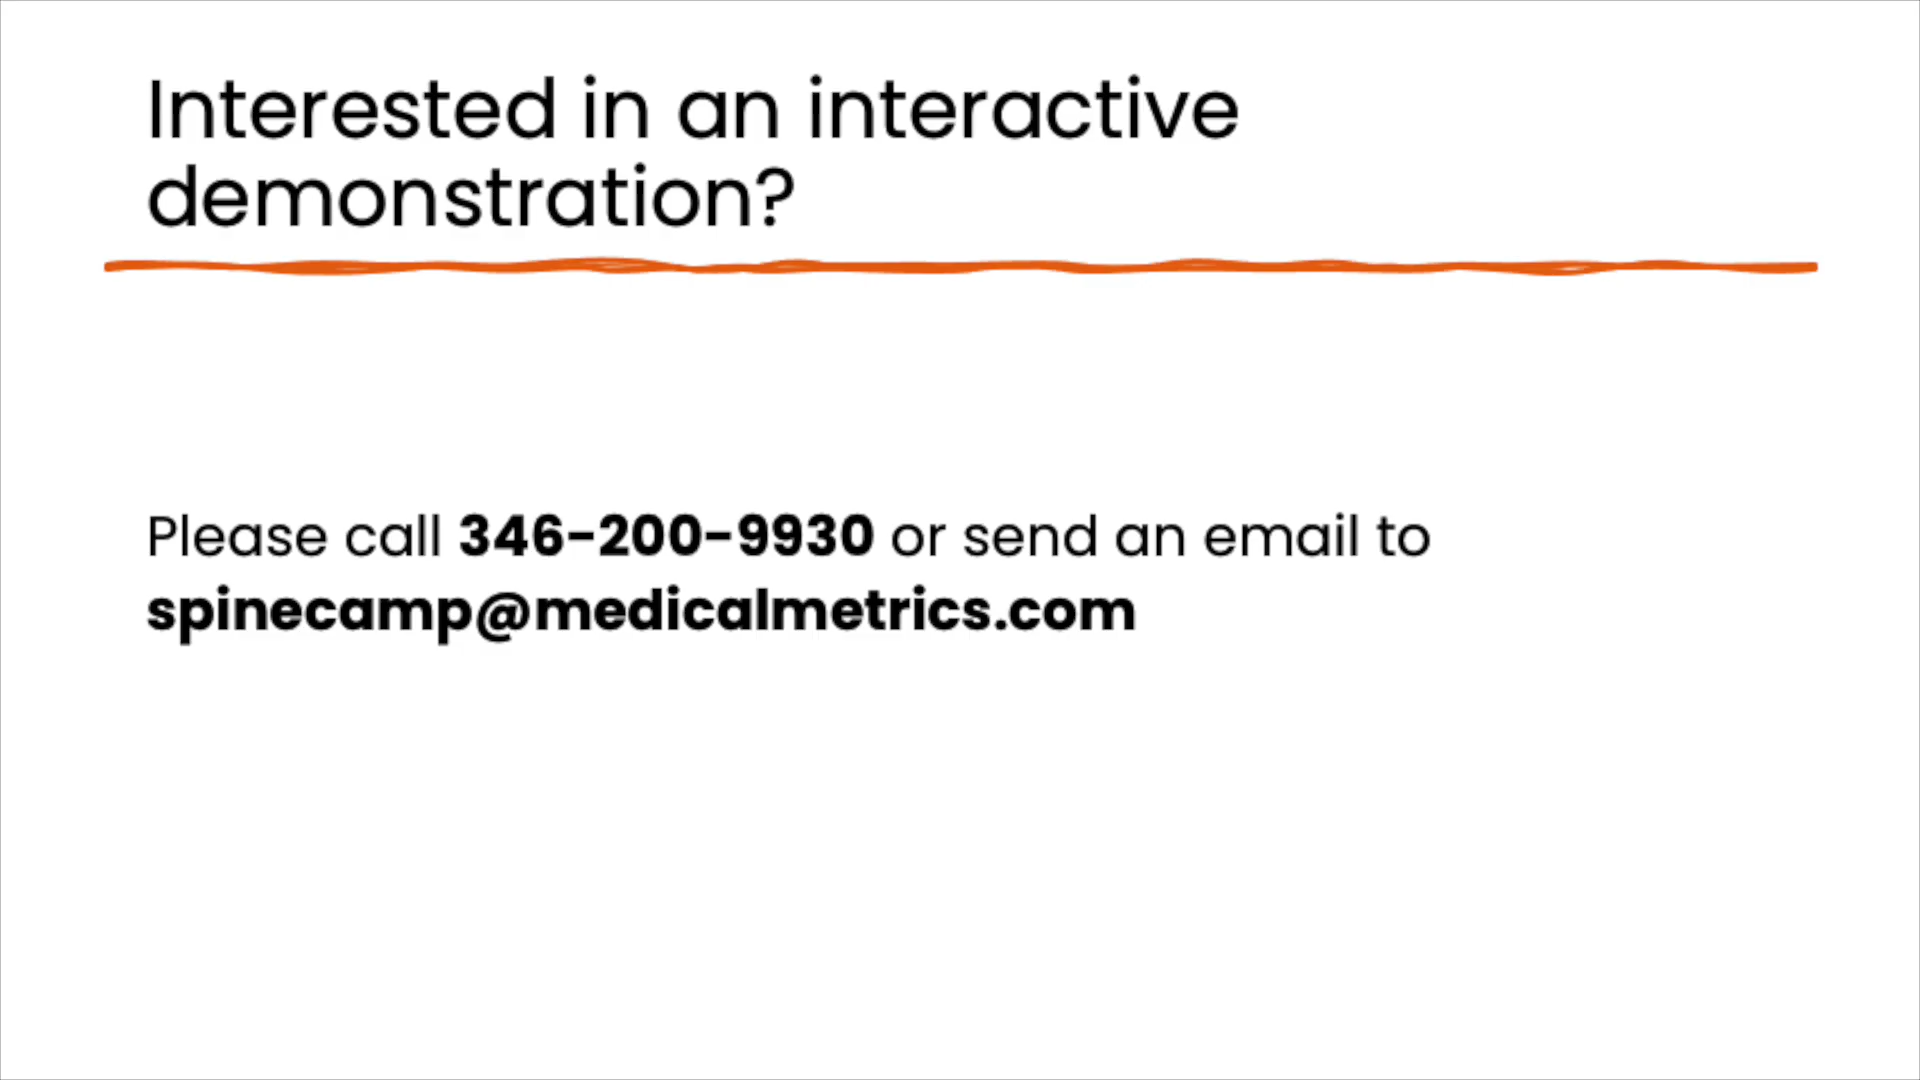 Interested in an interactive
demonstration?
Please call 346-200-9930 or send an email to
spinecamp@medicalmetrics.com